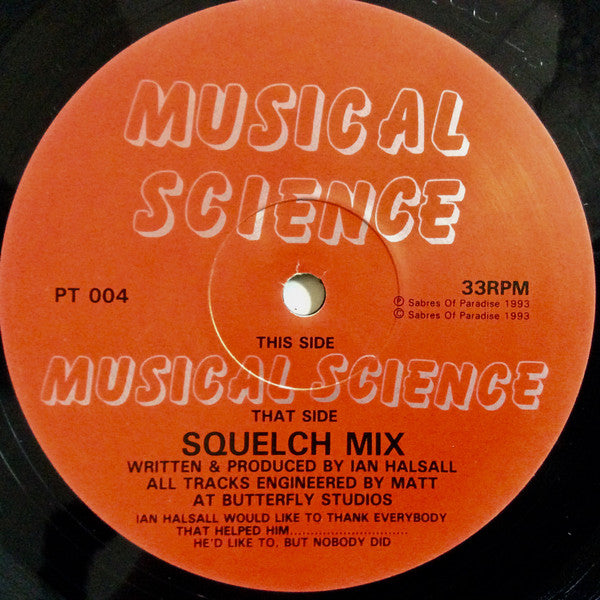 MUSICAL
SCIENCE
PT 004
33RPM
Ⓟ Sabres Of Paradise 1993
© Sabres Of Paradise 1993
THIS SIDE
MUSICAL SCIENCE
THAT SIDE
SQUELCH MIX
WRITTEN & PRODUCED BY IAN HALSALL
ALL TRACKS ENGINEERED BY MATT
AT BUTTERFLY STUDIOS
IAN HALSALL WOULD LIKE TO THANK EVERYBODY
THAT HELPED HIM..............................
HE'D LIKE TO, BUT NOBODY DID